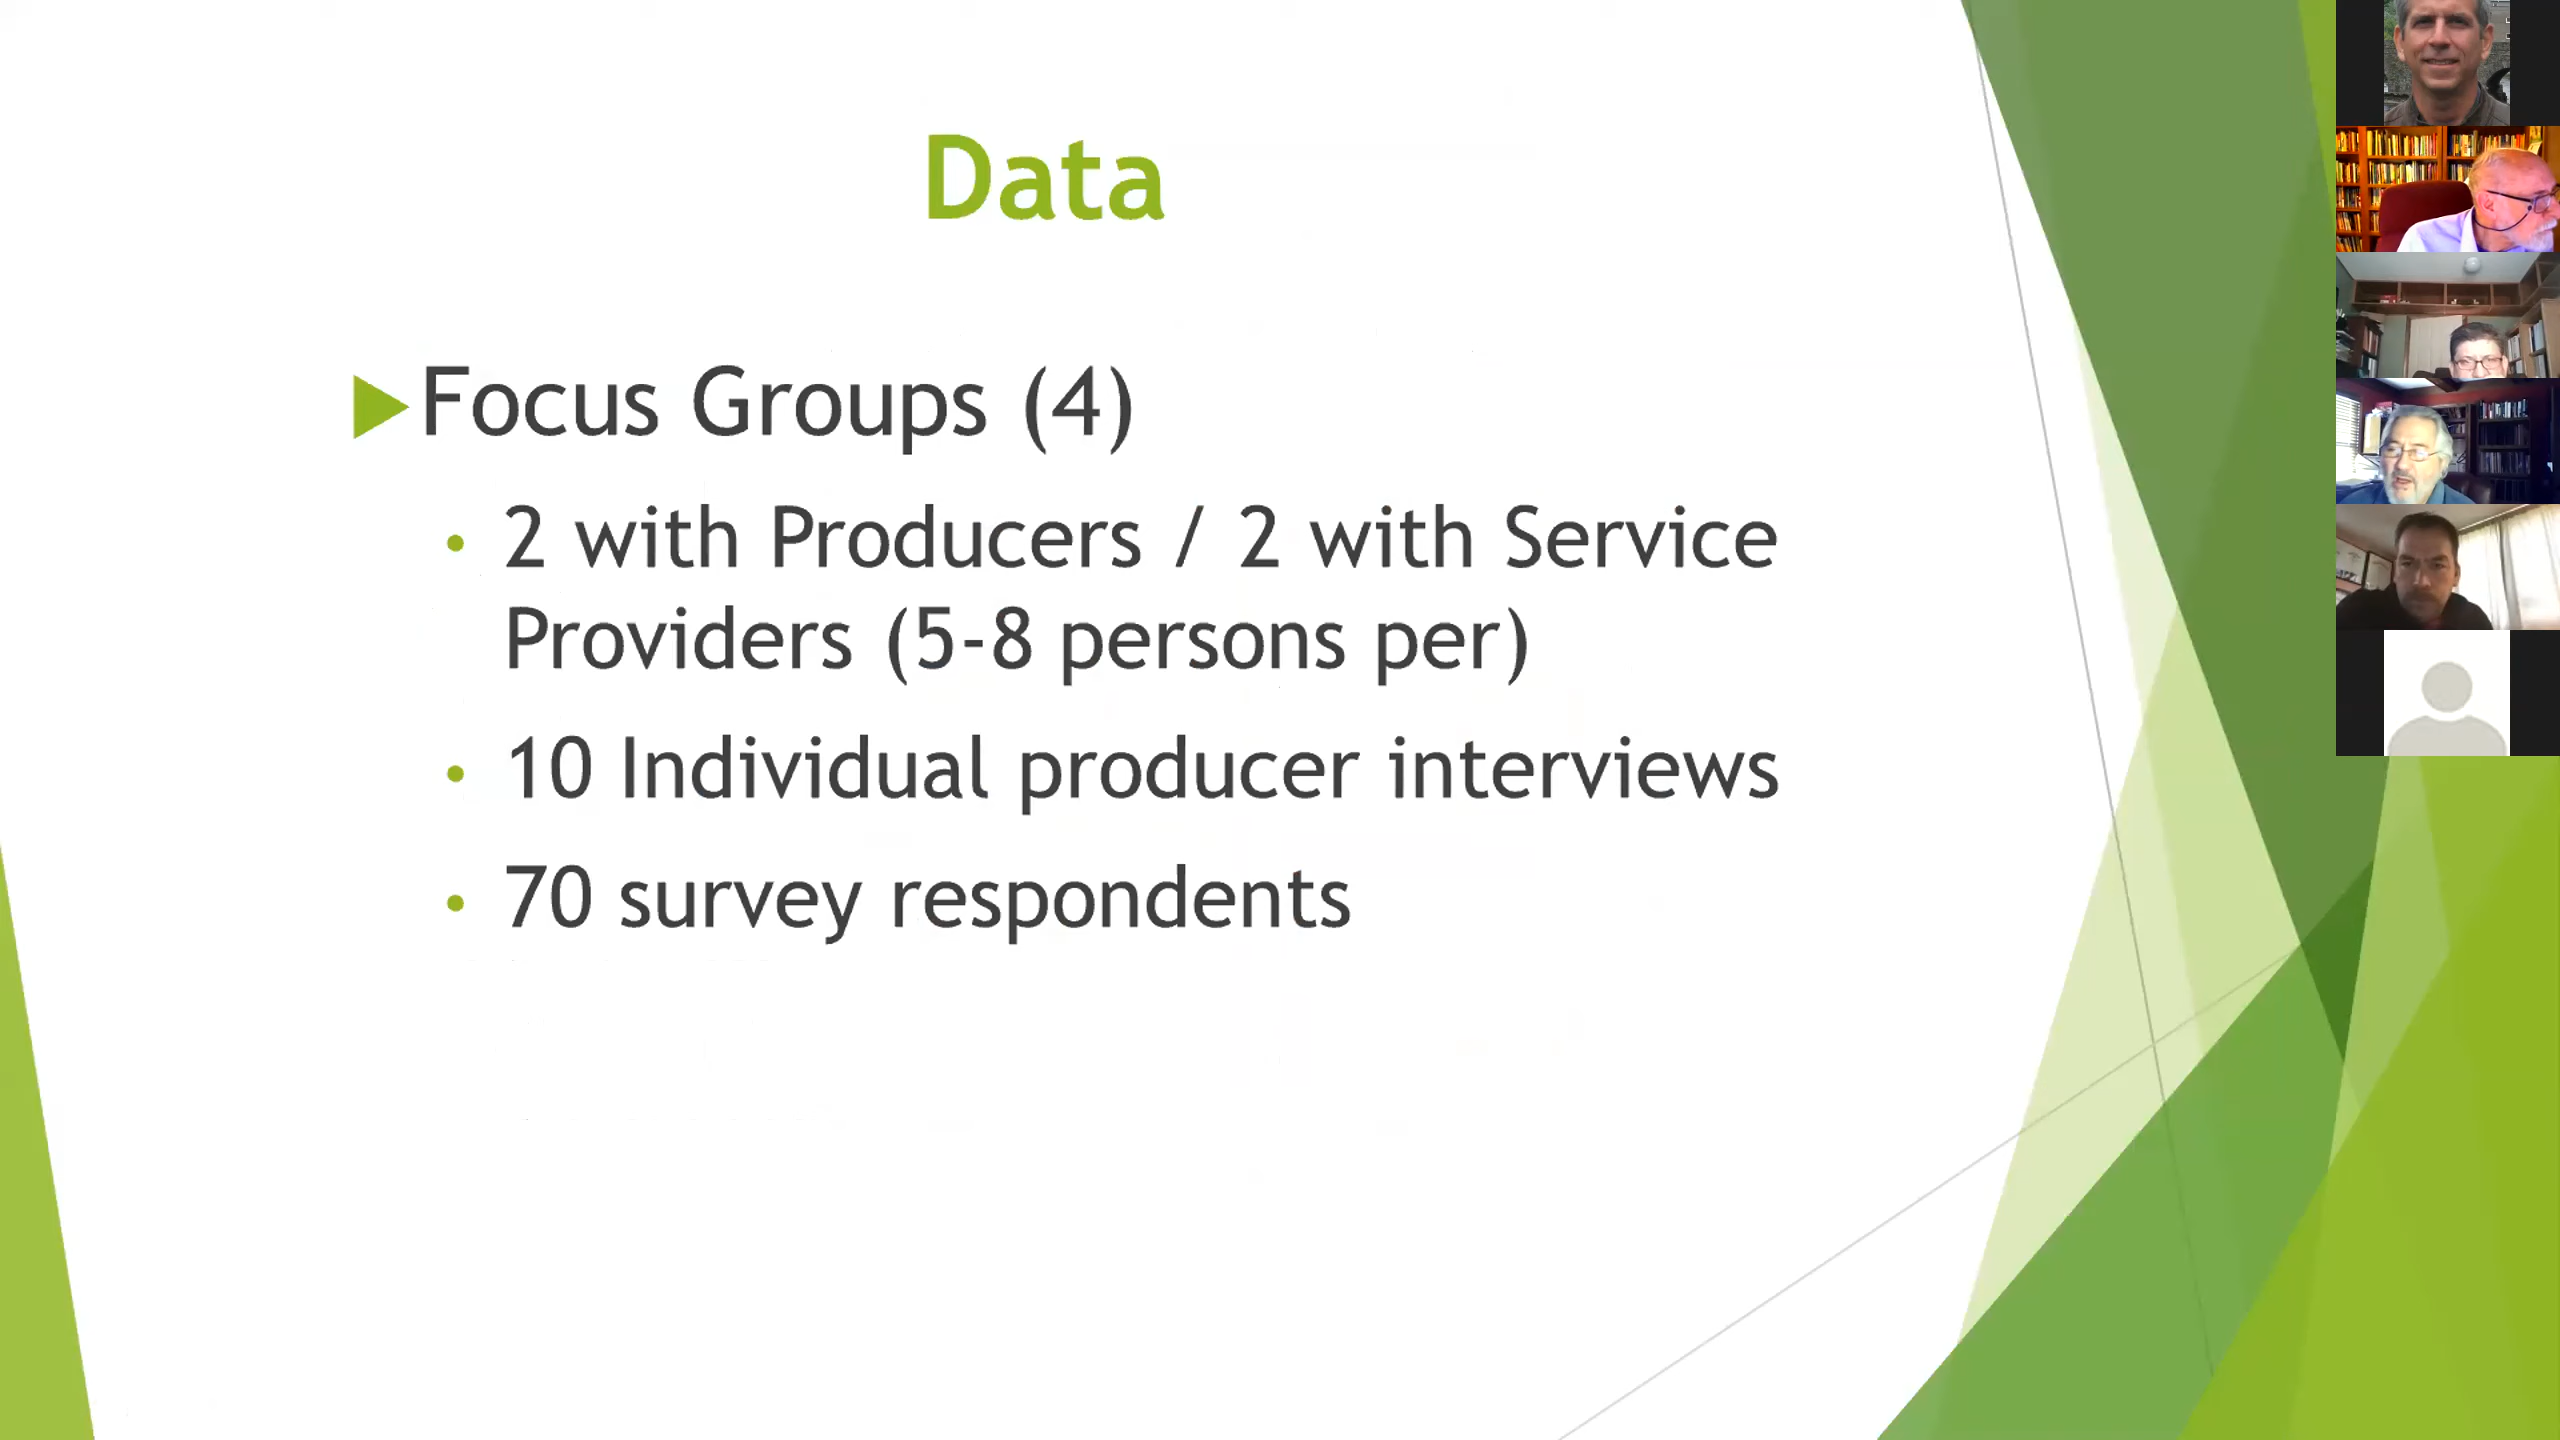 Data
Focus Groups (4)
• 2 with Producers / 2 with Service
Providers (5-8 persons per)
• 10 Individual producer interviews
• 70 survey respondents